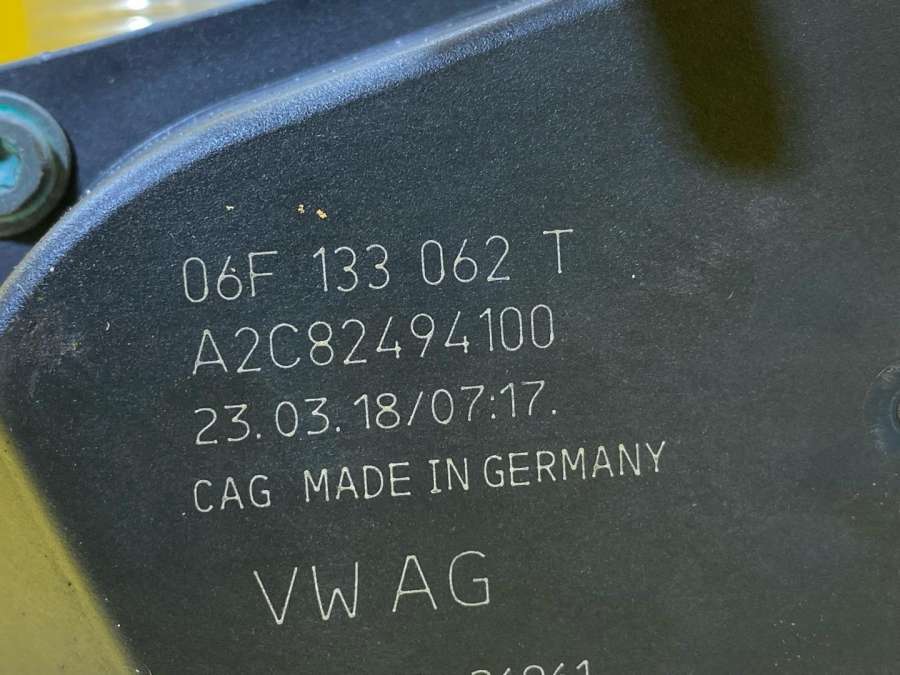 06F 133 062 T
A2C82494100
23.03.18/07:17.
CAG MADE IN GERMANY
VW AG